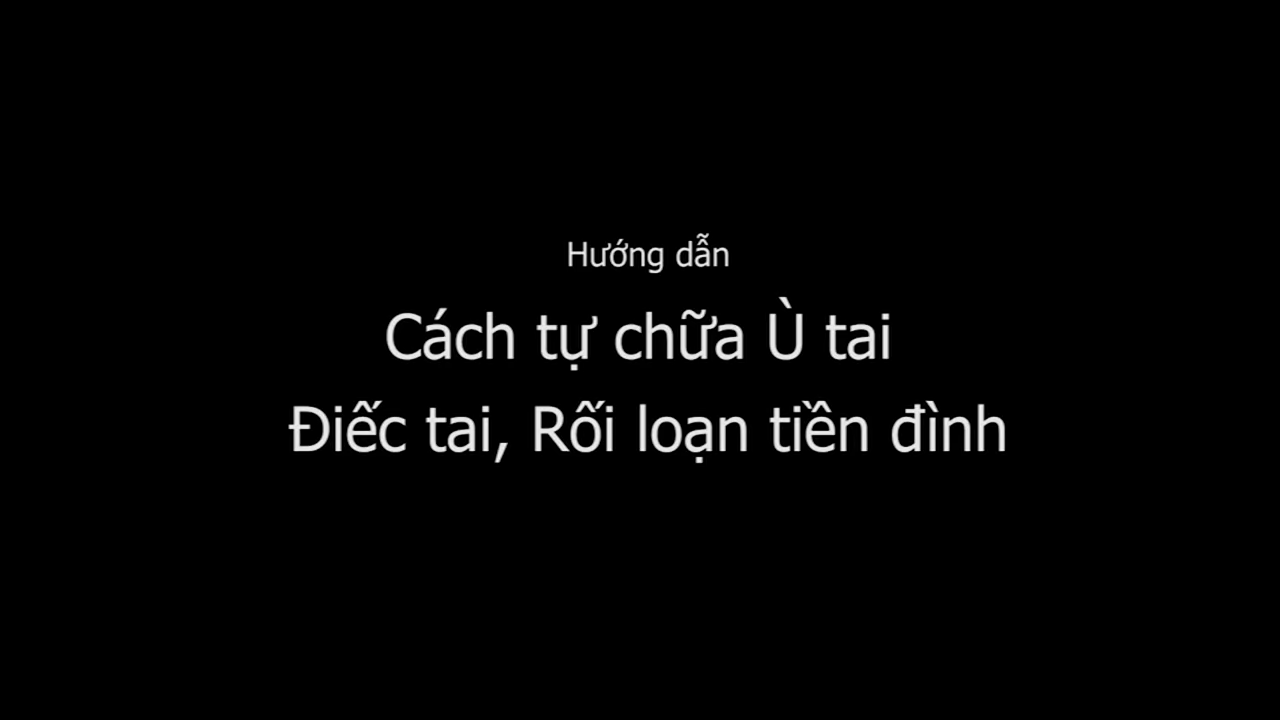 Hướng dẫn
Cách tự chữa Ù tai
Điếc tai, Rối loạn tiền đình